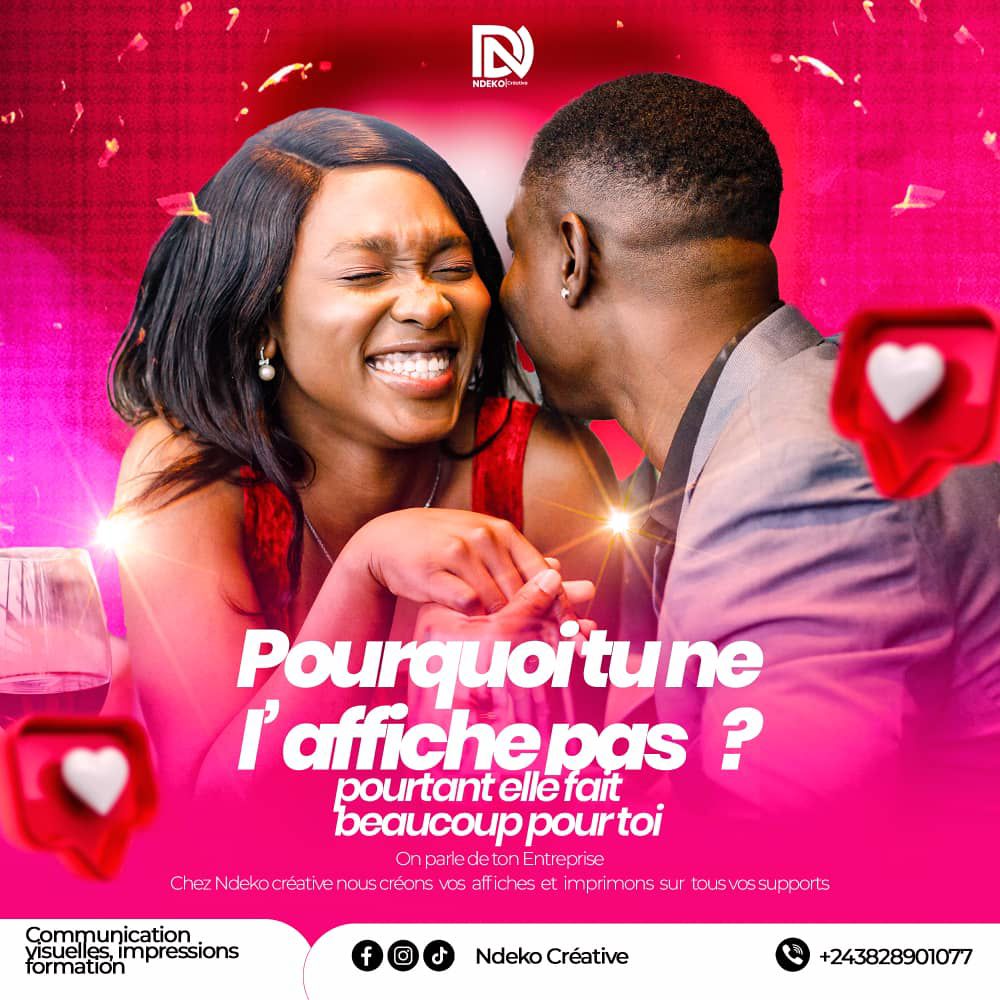 NDEKO|Créative
Pourquoi tu ne
l'affiche pas ?
pourtant elle fait
beaucoup pour toi
On parle de ton Entreprise
Chez Ndeko créative nous créons vos affiches et imprimons sur tous vos supports
Communication
visuelles, impressions
formation
Ndeko Créative
+243828901077